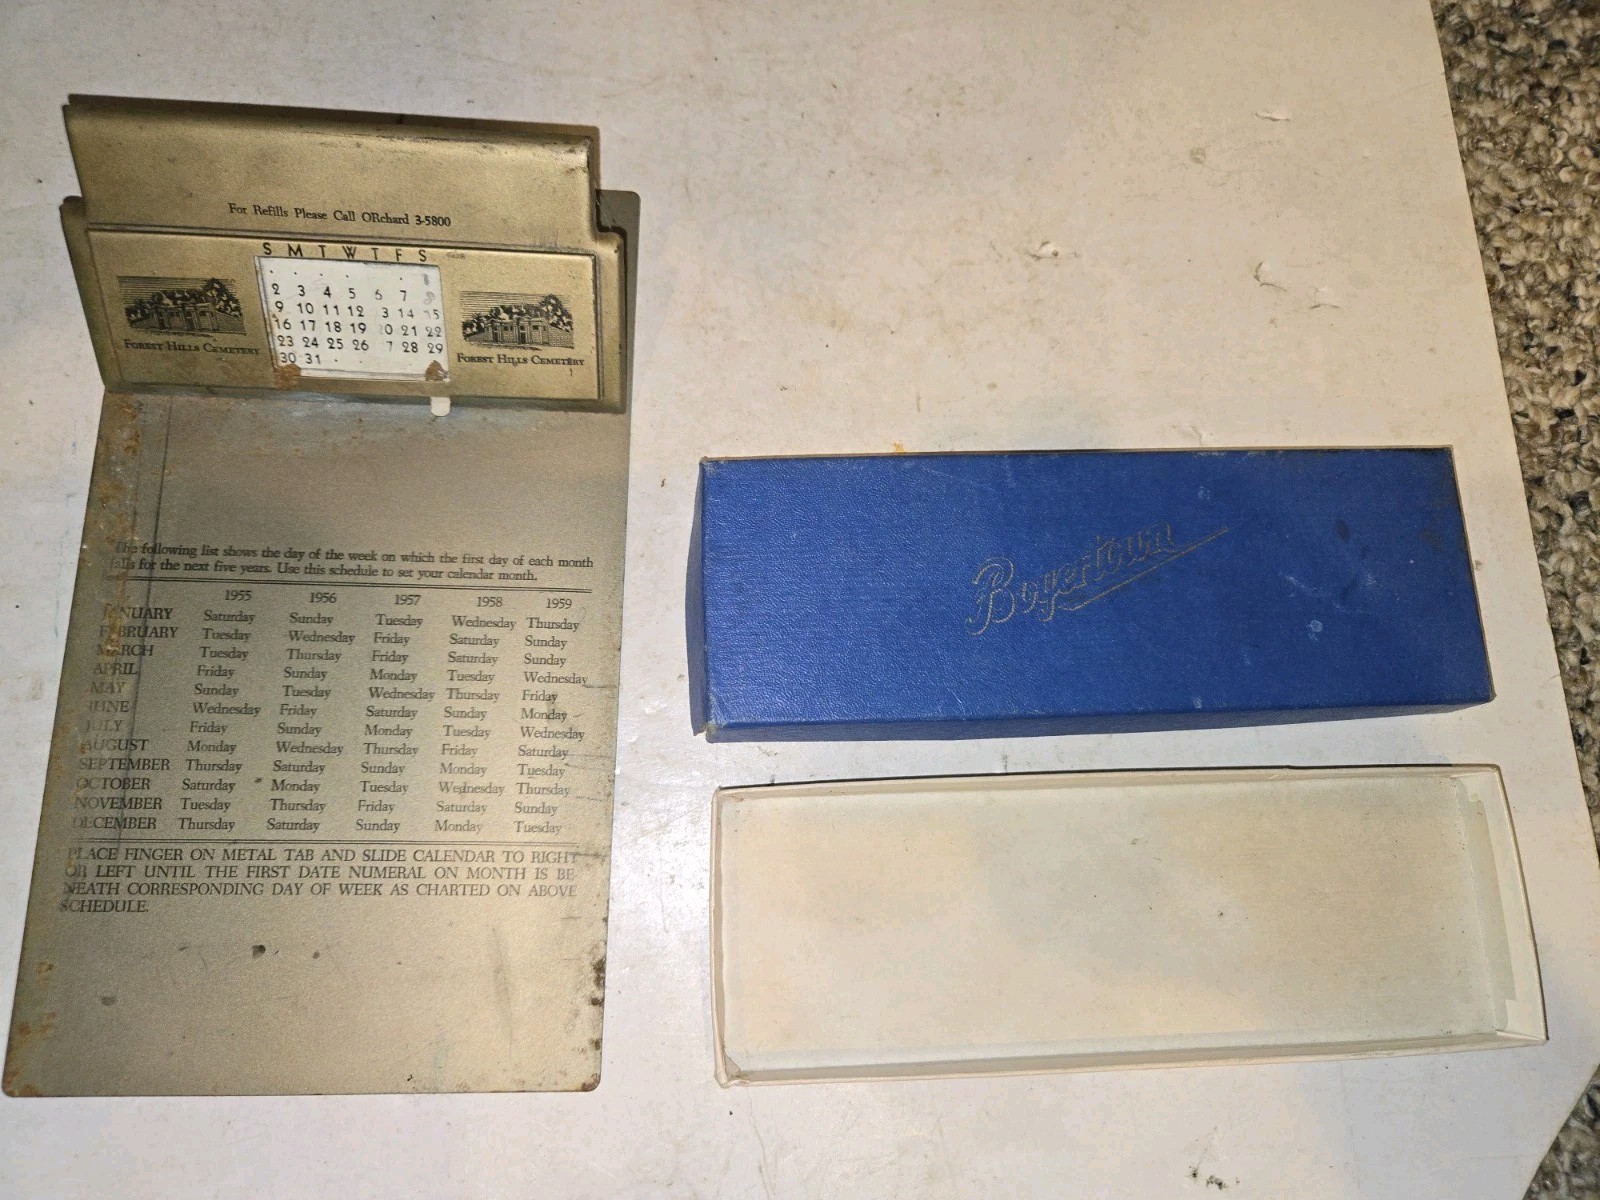 For Refills Please Call ORchard 3-5800
S M T W T F S
1
2 3 4 5 6 7 8
9 10 11 12 3 14 15
16 17 18 19 20 21 22
23 24 25 26 7 28 29
30 31
FOREST HILLS CEMETERY
FOREST HILLS CEMETERY
The following list shows the day of the week on which the first day of each month
falls for the next five years. Use this schedule to set your calendar month.
1955 1956 1957 1958 1959
JANUARY Saturday Sunday Tuesday Wednesday Thursday
FEBRUARY Tuesday Wednesday Friday Saturday Sunday
MARCH Tuesday Thursday Friday Saturday Sunday
APRIL Friday Sunday Monday Tuesday Wednesday
MAY Sunday Tuesday Wednesday Thursday Friday
JUNE Wednesday Friday Saturday Sunday Monday
JULY Friday Sunday Monday Tuesday Wednesday
AUGUST Monday Wednesday Thursday Friday Saturday
SEPTEMBER Thursday Saturday Sunday Monday Tuesday
OCTOBER Saturday Monday Tuesday Wednesday Thursday
NOVEMBER Tuesday Thursday Friday Saturday Sunday
DECEMBER Thursday Saturday Sunday Monday Tuesday
PLACE FINGER ON METAL TAB AND SLIDE CALENDAR TO RIGHT
OR LEFT UNTIL THE FIRST DATE NUMERAL ON MONTH IS BE-
NEATH CORRESPONDING DAY OF WEEK AS CHARTED ON ABOVE
SCHEDULE.
Boyertown